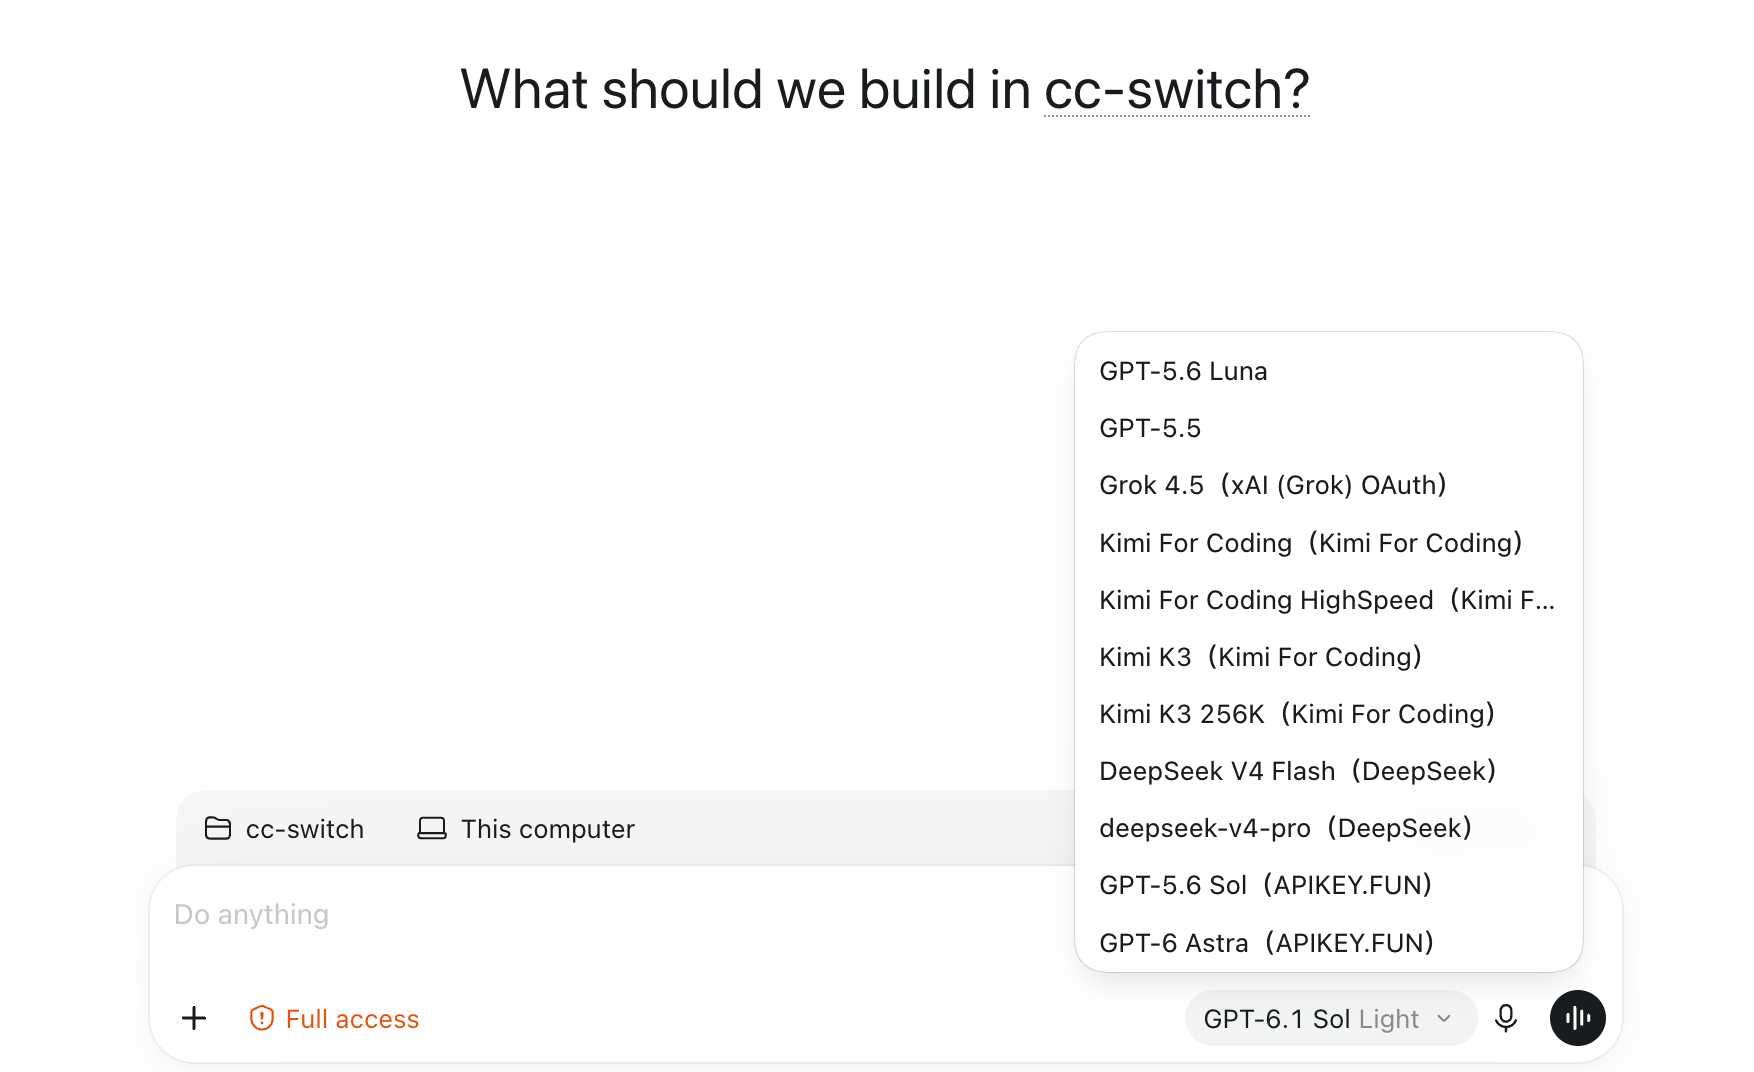 What should we build in cc-switch?
GPT-5.6 Luna
GPT-5.5
Grok 4.5 (xAI (Grok) OAuth)
Kimi For Coding (Kimi For Coding)
Kimi For Coding HighSpeed (Kimi F...
Kimi K3 (Kimi For Coding)
Kimi K3 256K (Kimi For Coding)
DeepSeek V4 Flash (DeepSeek)
deepseek-v4-pro (DeepSeek)
GPT-5.6 Sol (APIKEY.FUN)
GPT-6 Astra (APIKEY.FUN)
cc-switch This computer
Do anything
Full access GPT-6.1 Sol Light